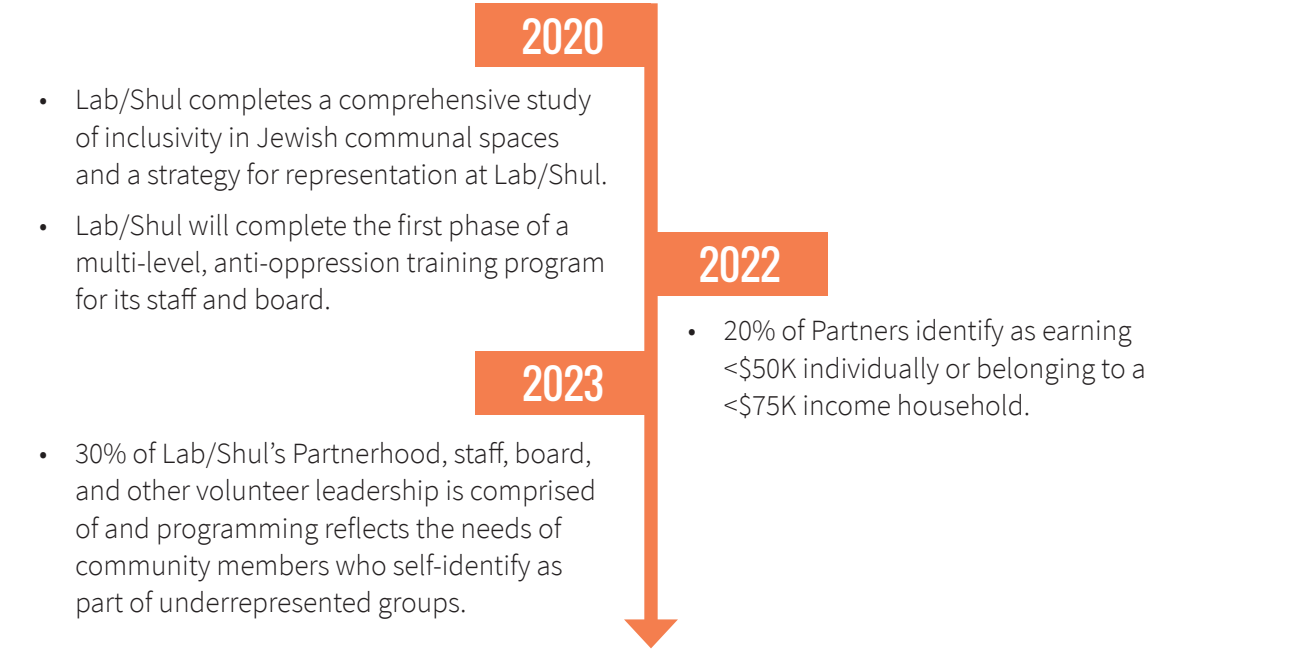 2020
• Lab/Shul completes a comprehensive study
of inclusivity in Jewish communal spaces
and a strategy for representation at Lab/Shul.
• Lab/Shul will complete the first phase of a
multi-level, anti-oppression training program
for its staff and board.
2022
• 20% of Partners identify as earning
<$50K individually or belonging to a
<$75K income household.
2023
• 30% of Lab/Shul’s Partnerhood, staff, board,
and other volunteer leadership is comprised
of and programming reflects the needs of
community members who self-identify as
part of underrepresented groups.